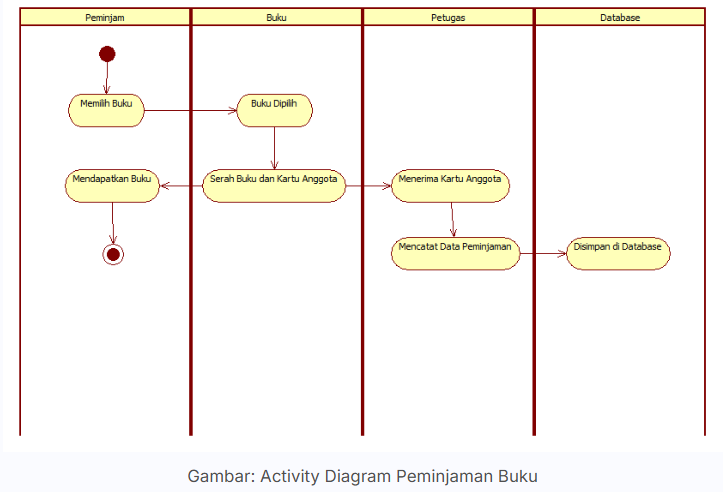 Peminjam
Buku
Petugas
Database
Memilih Buku
Buku Dipilih
Mendapatkan Buku
Serah Buku dan Kartu Anggota
Menerima Kartu Anggota
Mencatat Data Peminjaman
Disimpan di Database
Gambar: Activity Diagram Peminjaman Buku